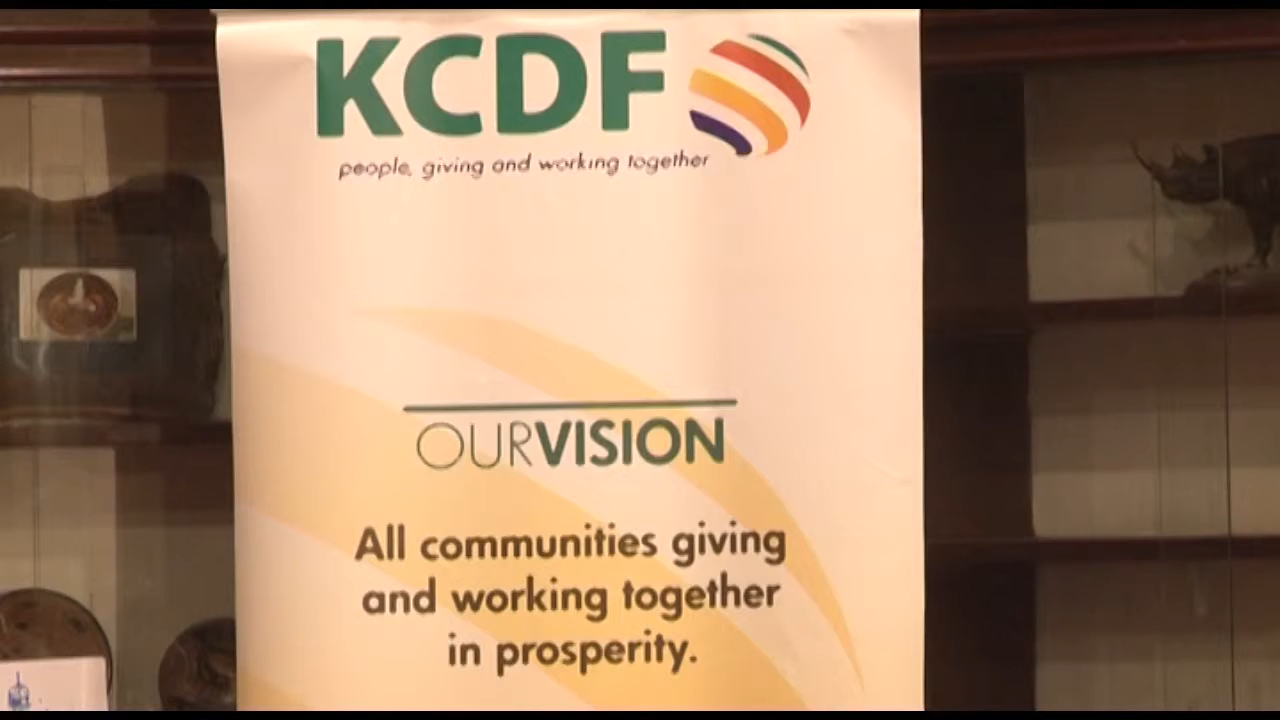 KCDF
people, giving and working together
OURVISION
All communities giving
and working together
in prosperity.